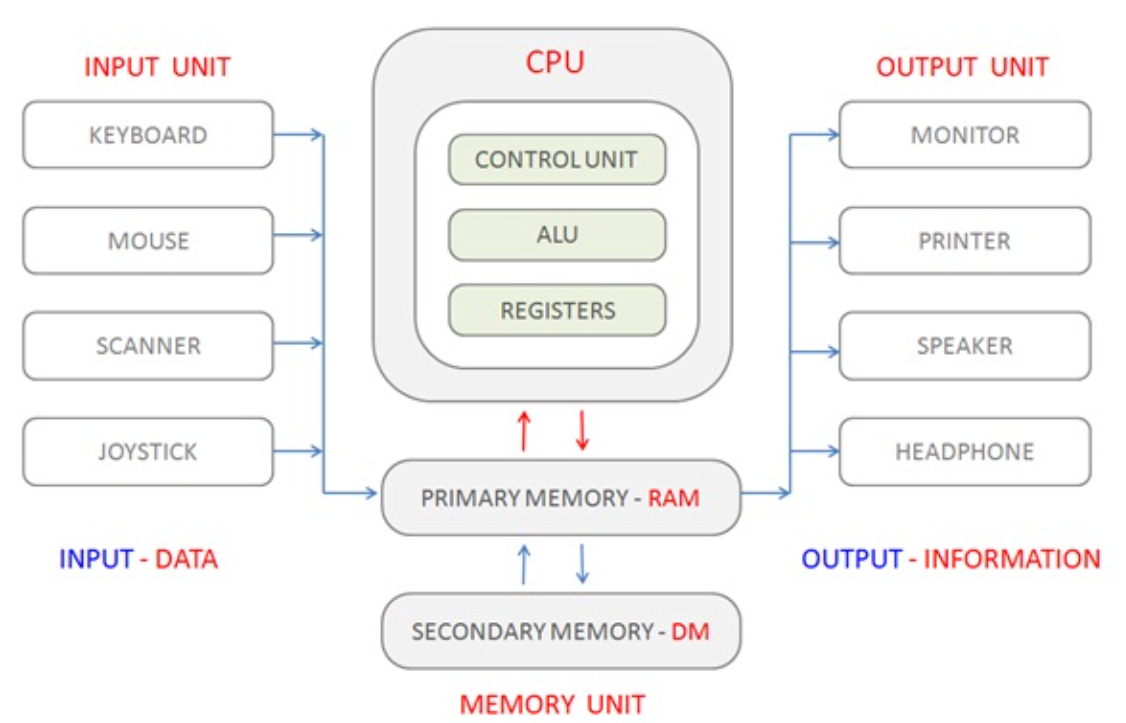 INPUT UNIT
KEYBOARD
MOUSE
SCANNER
JOYSTICK
INPUT - DATA
CPU
CONTROL UNIT
ALU
REGISTERS
PRIMARY MEMORY - RAM
SECONDARY MEMORY - DM
MEMORY UNIT
OUTPUT UNIT
MONITOR
PRINTER
SPEAKER
HEADPHONE
OUTPUT - INFORMATION